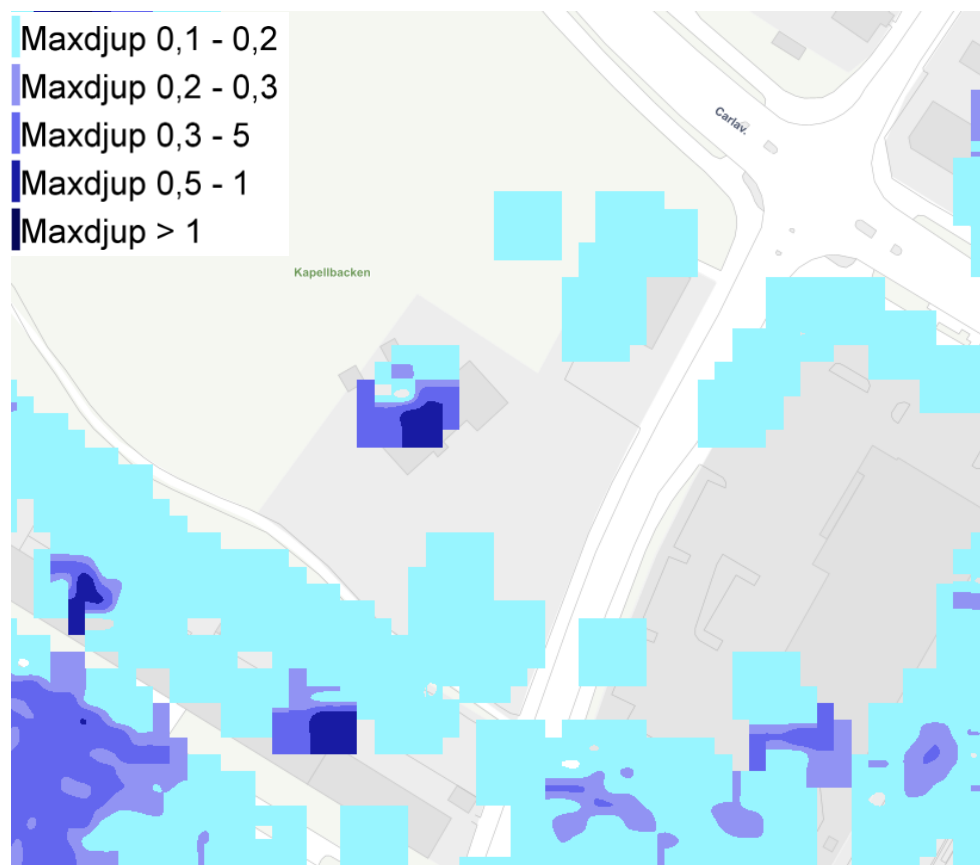 Maxdjup 0,1 - 0,2
Maxdjup 0,2 - 0,3
Maxdjup 0,3 - 5
Maxdjup 0,5 - 1
Maxdjup > 1
Carlav.
Kapellbacken